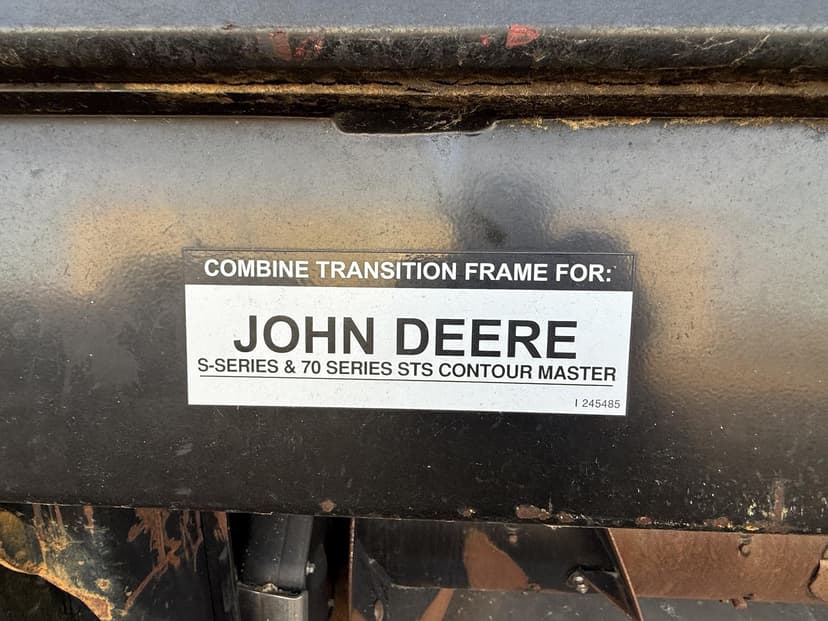 COMBINE TRANSITION FRAME FOR:
JOHN DEERE
S-SERIES & 70 SERIES STS CONTOUR MASTER
I 245485